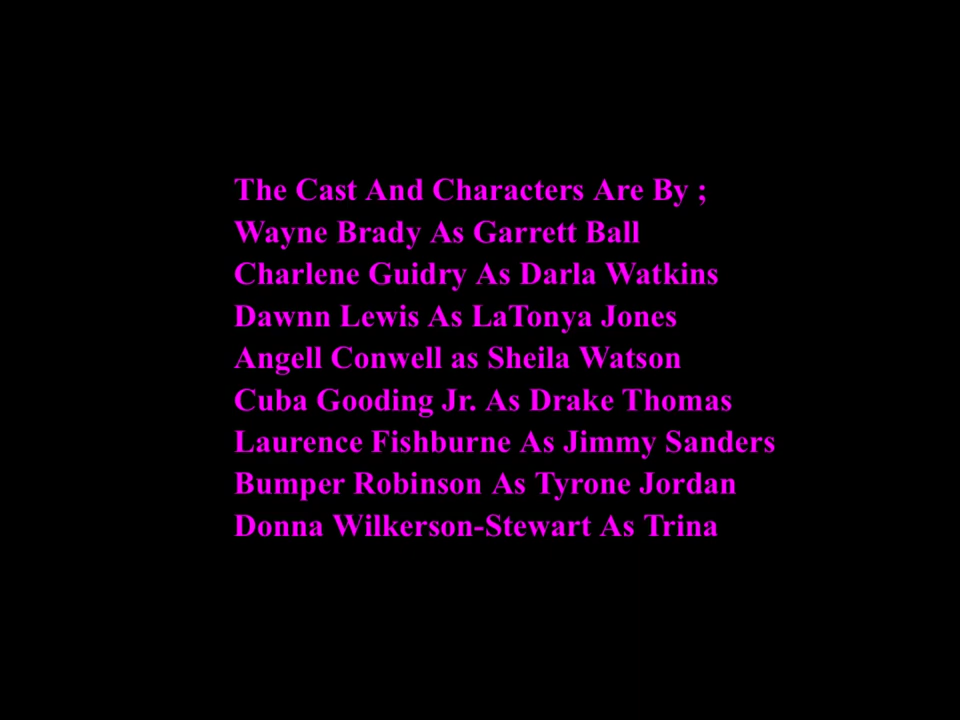 The Cast And Characters Are By ;
Wayne Brady As Garrett Ball
Charlene Guidry As Darla Watkins
Dawnn Lewis As LaTonya Jones
Angell Conwell as Sheila Watson
Cuba Gooding Jr. As Drake Thomas
Laurence Fishburne As Jimmy Sanders
Bumper Robinson As Tyrone Jordan
Donna Wilkerson-Stewart As Trina